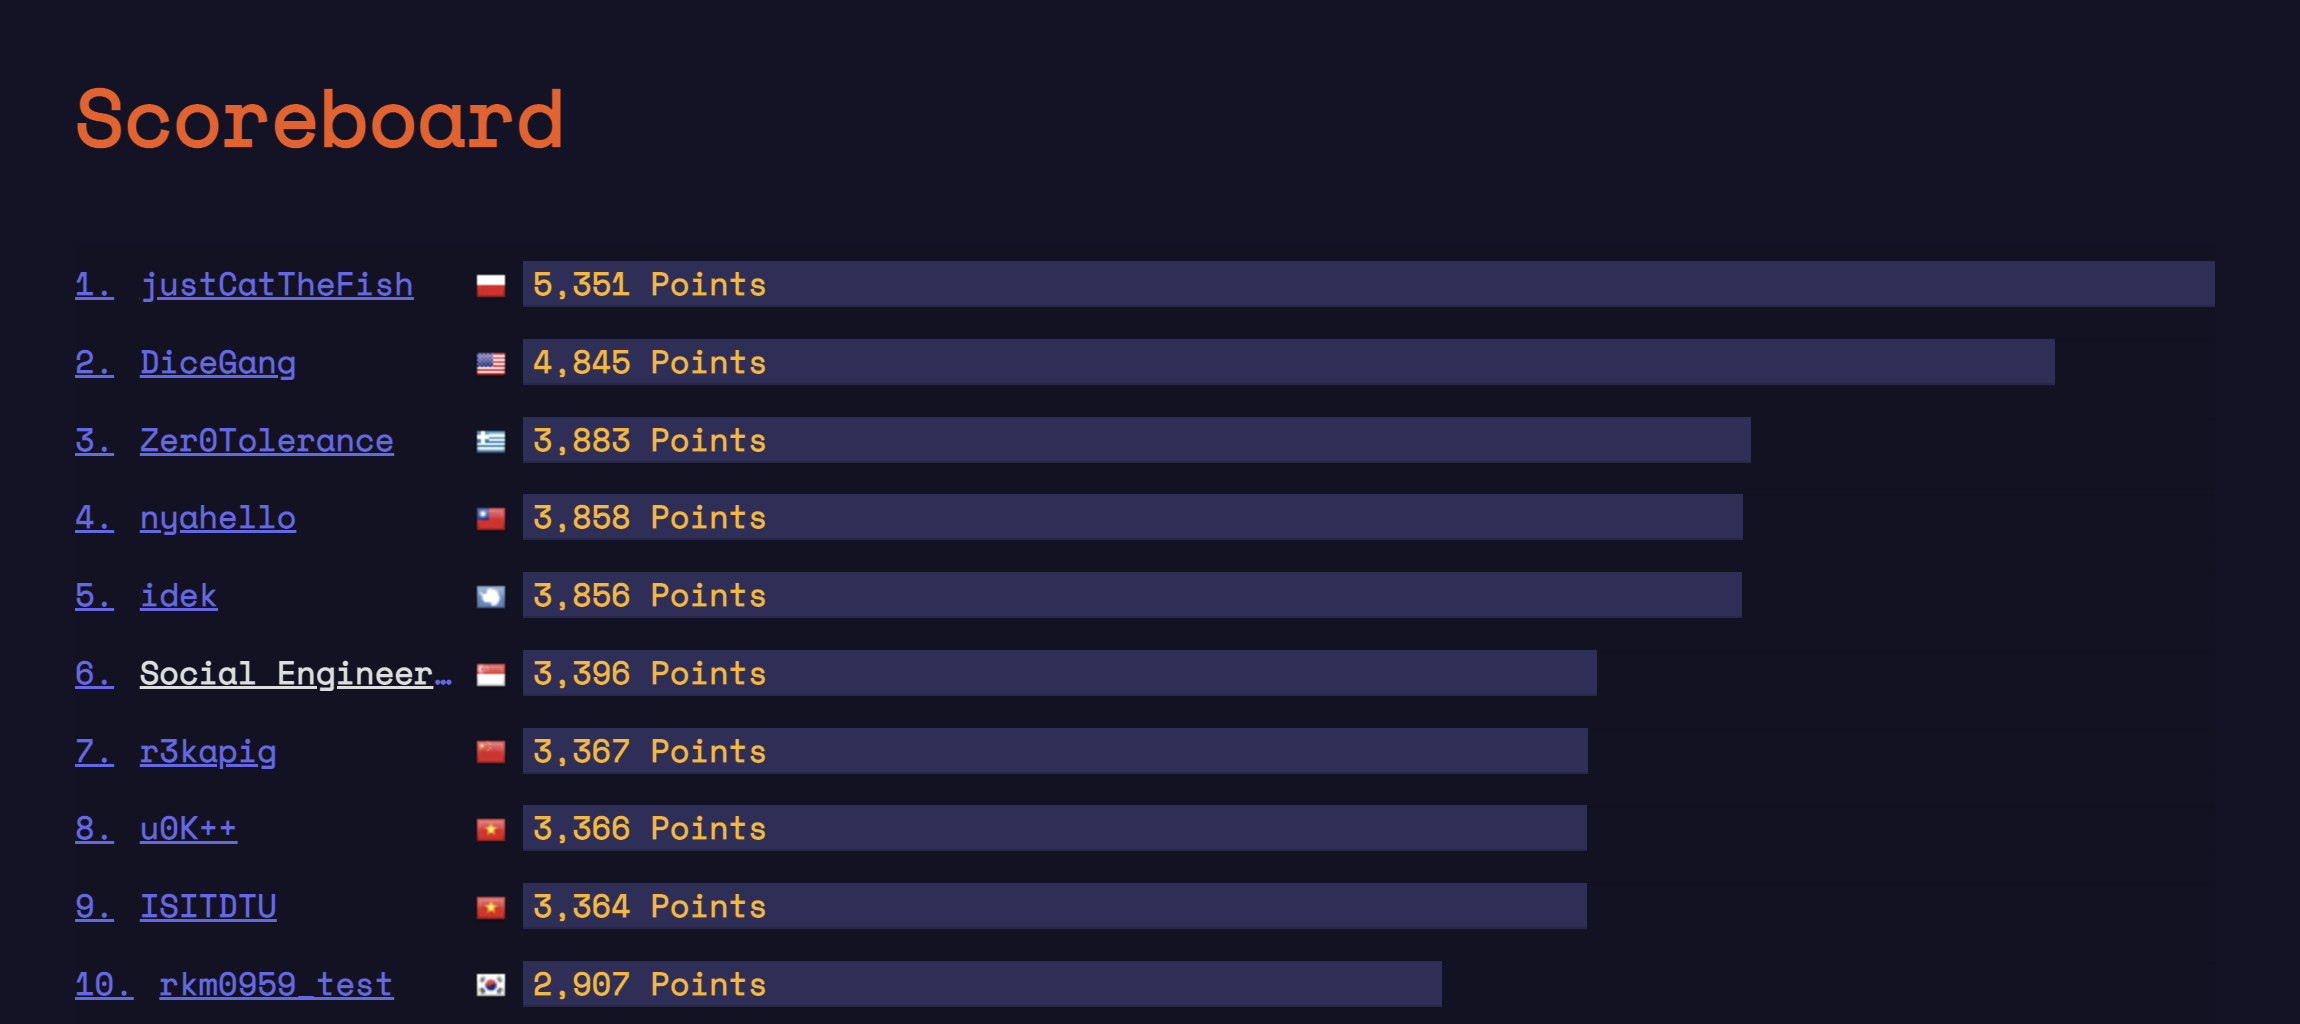 Scoreboard
1. justCatTheFish 5,351 Points
2. DiceGang 4,845 Points
3. Zer0Tolerance 3,883 Points
4. nyahello 3,858 Points
5. idek 3,856 Points
6. Social Engineer… 3,396 Points
7. r3kapig 3,367 Points
8. u0K++ 3,366 Points
9. ISITDTU 3,364 Points
10. rkm0959_test 2,907 Points